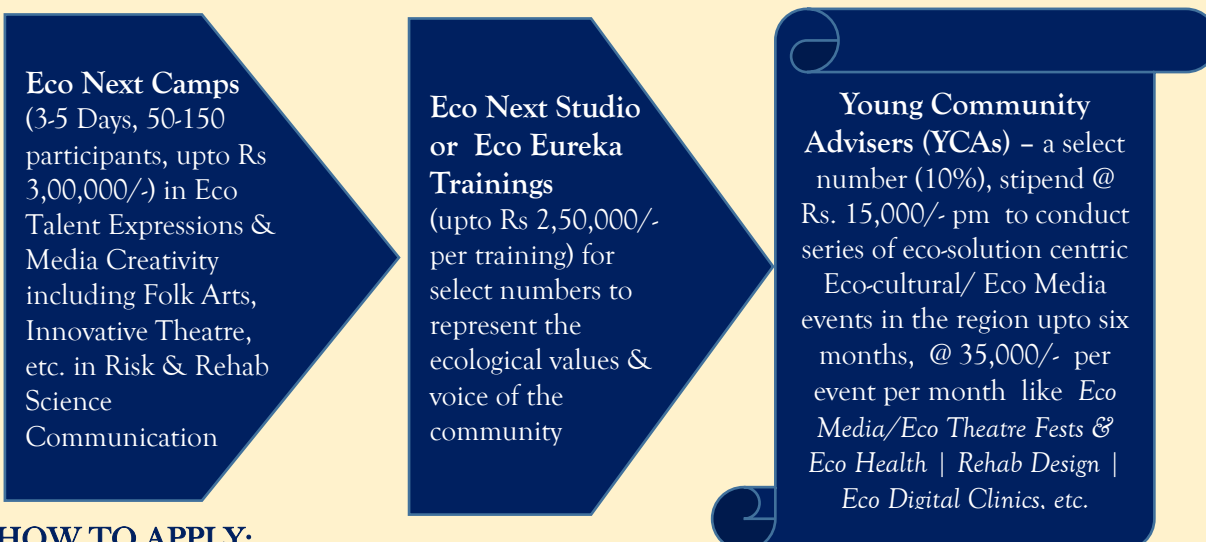 Eco Next Camps
(3-5 Days, 50-150
participants, upto Rs
3,00,000/-) in Eco
Talent Expressions &
Media Creativity
including Folk Arts,
Innovative Theatre,
etc. in Risk & Rehab
Science
Communication
Eco Next Studio
or Eco Eureka
Trainings
(upto Rs 2,50,000/-
per training) for
select numbers to
represent the
ecological values &
voice of the
community
Young Community
Advisers (YCAs) – a select
number (10%), stipend @
Rs. 15,000/- pm to conduct
series of eco-solution centric
Eco-cultural/ Eco Media
events in the region upto six
months, @ 35,000/- per
event per month like Eco
Media/Eco Theatre Fests &
Eco Health | Rehab Design |
Eco Digital Clinics, etc.
HOW TO APPLY: